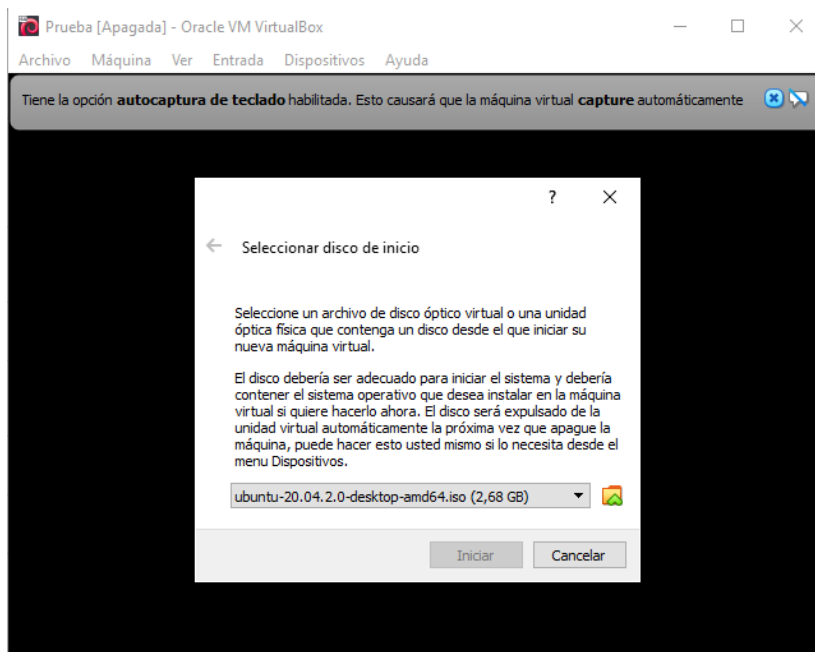 Prueba [Apagada] - Oracle VM VirtualBox
Archivo Máquina Ver Entrada Dispositivos Ayuda
Tiene la opción autocaptura de teclado habilitada. Esto causará que la máquina virtual capture automáticamente
?
Seleccionar disco de inicio
Seleccione un archivo de disco óptico virtual o una unidad
óptica física que contenga un disco desde el que iniciar su
nueva máquina virtual.
El disco debería ser adecuado para iniciar el sistema y debería
contener el sistema operativo que desea instalar en la máquina
virtual si quiere hacerlo ahora. El disco será expulsado de la
unidad virtual automáticamente la próxima vez que apague la
máquina, puede hacer esto usted mismo si lo necesita desde el
menu Dispositivos.
ubuntu-20.04.2.0-desktop-amd64.iso (2,68 GB)
Iniciar Cancelar